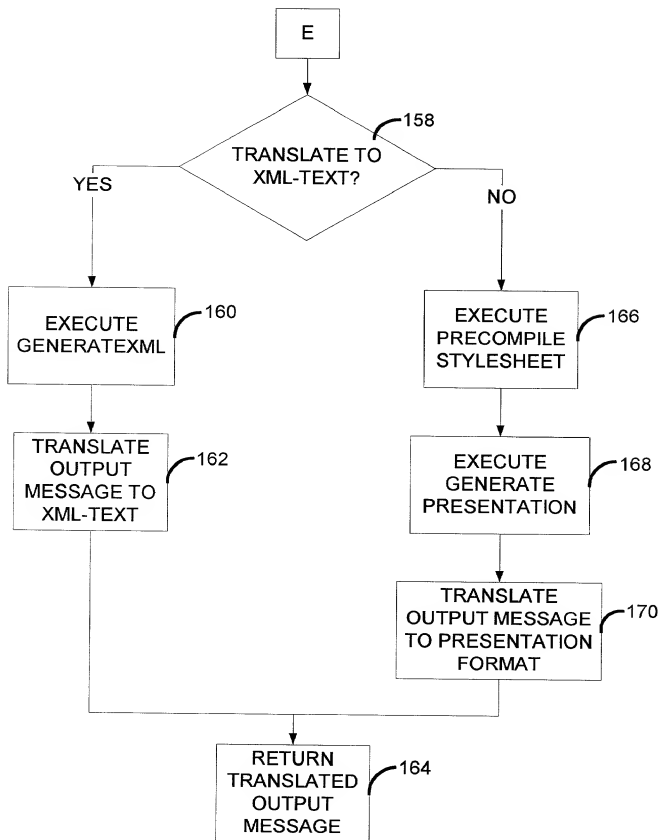 E
158
TRANSLATE TO
XML-TEXT?
YES
NO
160
EXECUTE
GENERATEXML
166
EXECUTE
PRECOMPILE
STYLESHEET
162
TRANSLATE
OUTPUT
MESSAGE TO
XML-TEXT
168
EXECUTE
GENERATE
PRESENTATION
170
TRANSLATE
OUTPUT MESSAGE
TO PRESENTATION
FORMAT
164
RETURN
TRANSLATED
OUTPUT
MESSAGE